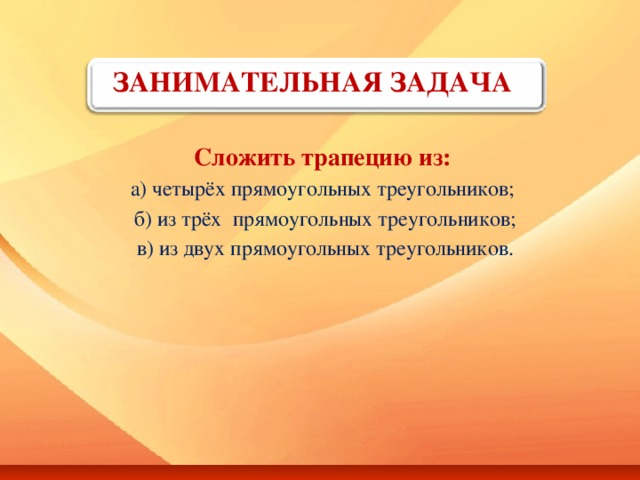 ЗАНИМАТЕЛЬНАЯ ЗАДАЧА
Сложить трапецию из:
а) четырёх прямоугольных треугольников;
б) из трёх прямоугольных треугольников;
в) из двух прямоугольных треугольников.